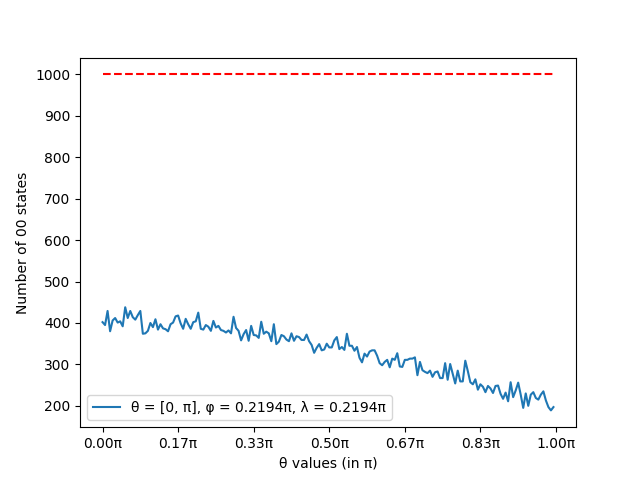 1000
900
800
700
600
500
400
300
200
Number of 00 states
θ = [0, π], φ = 0.2194π, λ = 0.2194π
0.00π 0.17π 0.33π 0.50π 0.67π 0.83π 1.00π
θ values (in π)